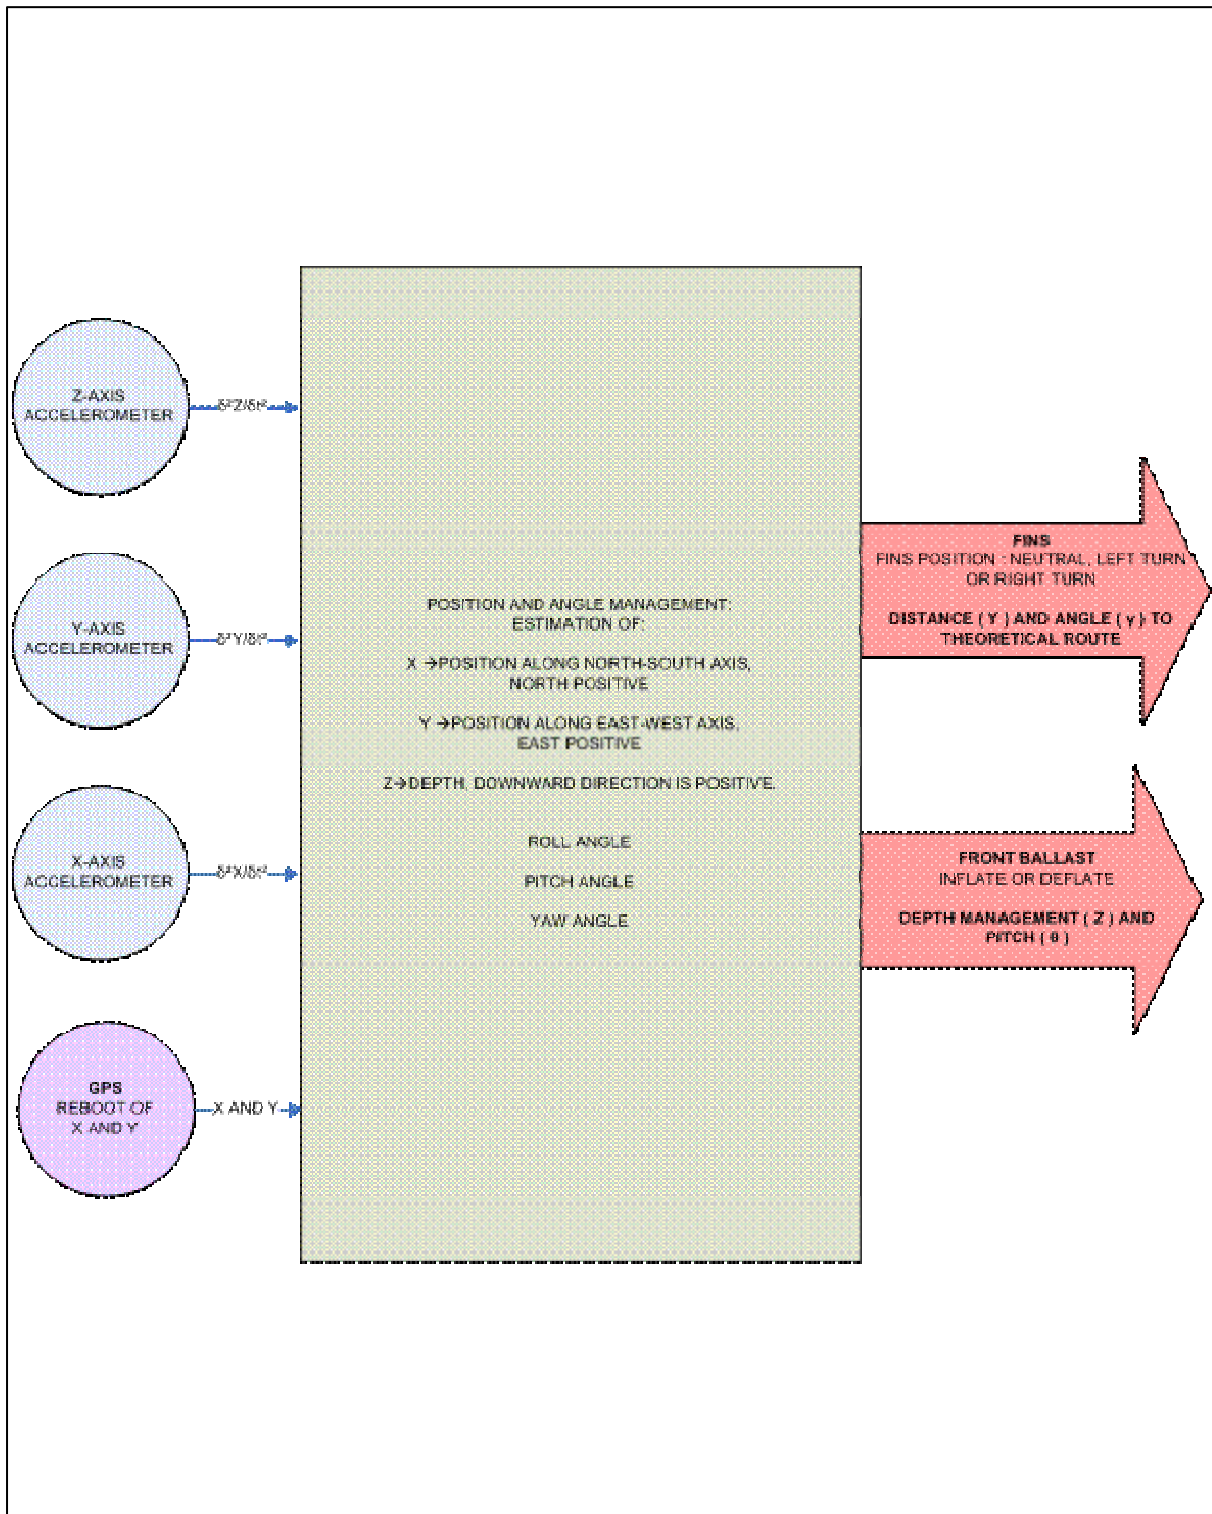 Z-AXIS
ACCELEROMETER
δ²Z/δt²
Y-AXIS
ACCELEROMETER
δ²Y/δt²
X-AXIS
ACCELEROMETER
δ²X/δt²
GPS
REBOOT OF
X AND Y
X AND Y
POSITION AND ANGLE MANAGEMENT:
ESTIMATION OF:
X →POSITION ALONG NORTH-SOUTH AXIS,
NORTH POSITIVE
Y →POSITION ALONG EAST-WEST AXIS,
EAST POSITIVE
Z→DEPTH, DOWNWARD DIRECTION IS POSITIVE.
ROLL ANGLE
PITCH ANGLE
YAW ANGLE
FINS
FINS POSITION : NEUTRAL, LEFT TURN
OR RIGHT TURN
DISTANCE ( Y ) AND ANGLE ( γ ) TO
THEORETICAL ROUTE
FRONT BALLAST
INFLATE OR DEFLATE
DEPTH MANAGEMENT ( Z ) AND
PITCH ( θ )